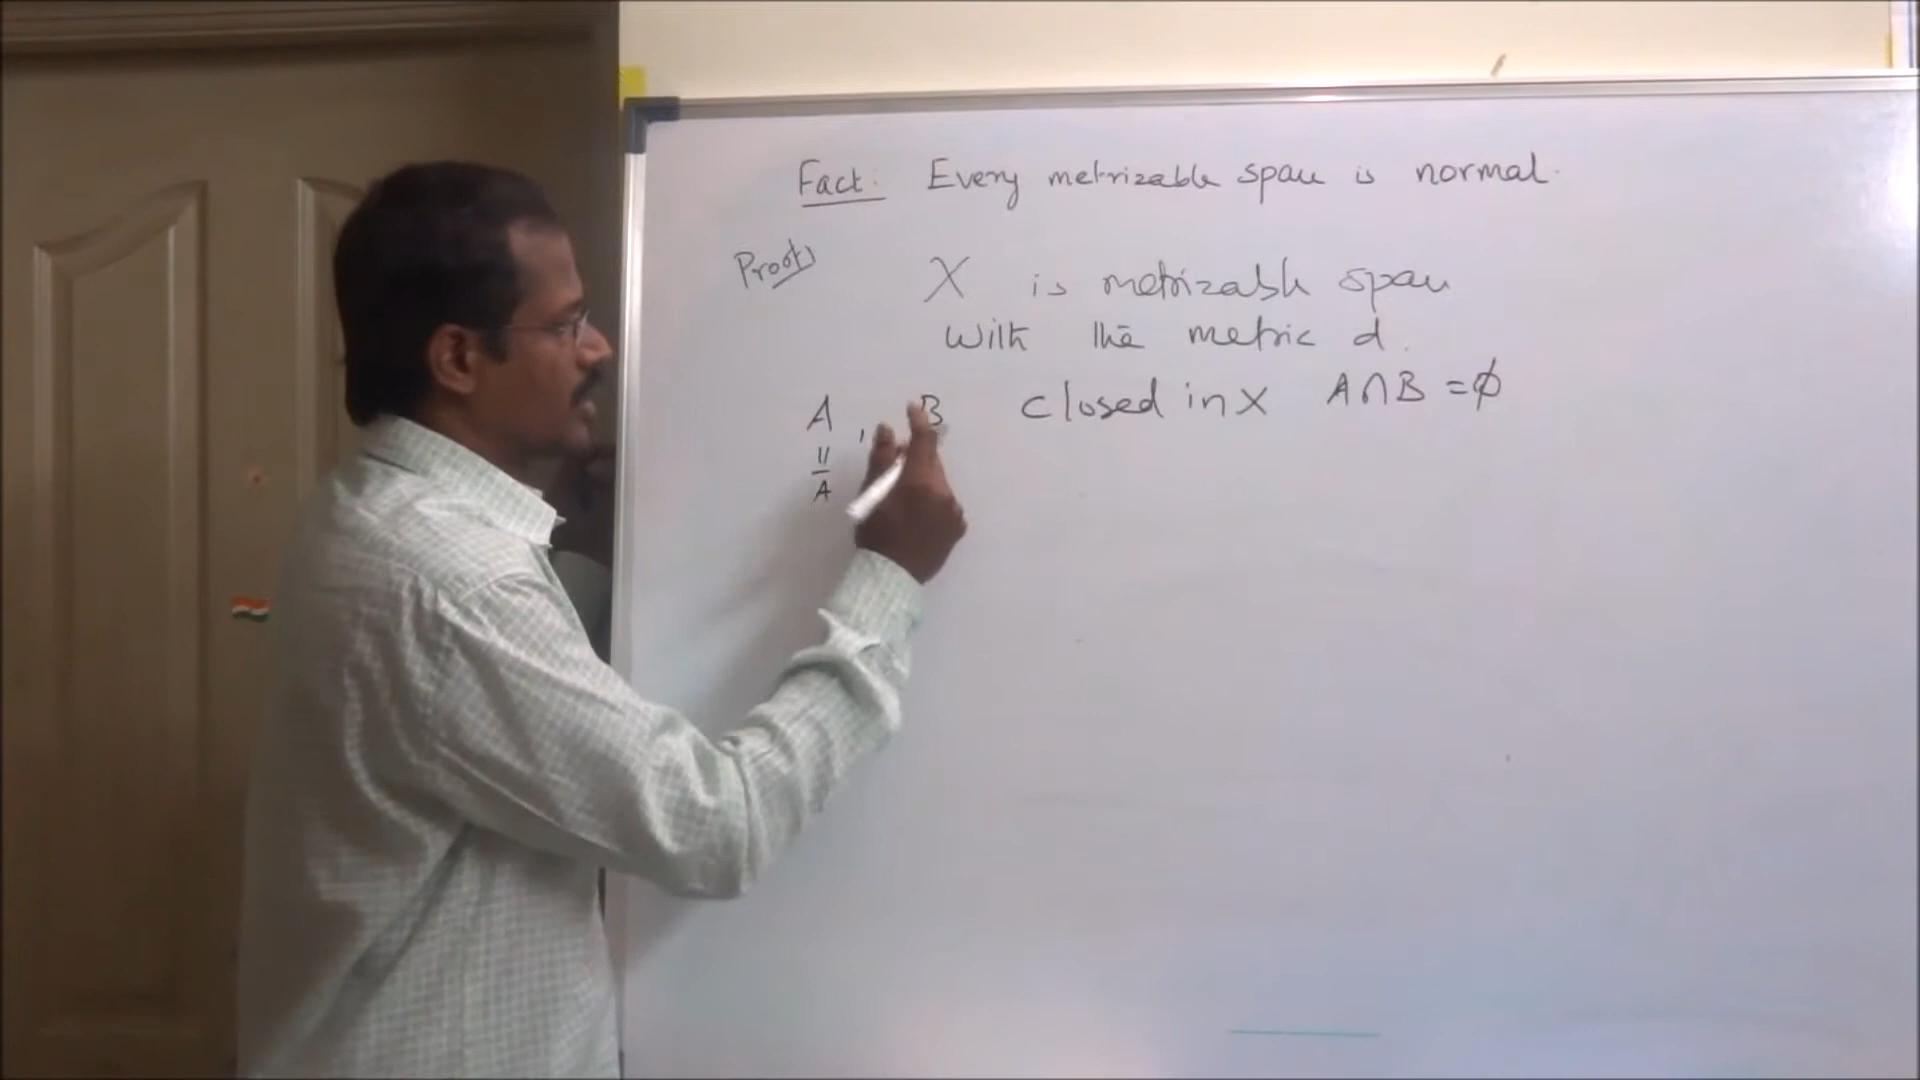 Fact: Every metrizable space is normal.
Proof
X is metrizable space
with the metric d.
A, B closed in X A∩B = ϕ
॥
A̅